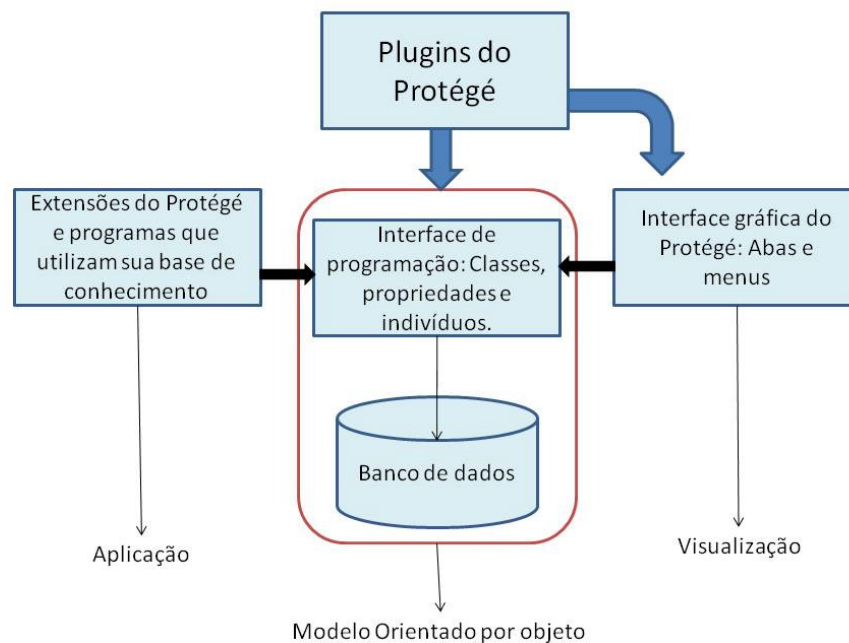 Plugins do
Protégé
Extensões do Protégé
e programas que
utilizam sua base de
conhecimento
Interface de
programação: Classes,
propriedades e
indivíduos.
Interface gráfica do
Protégé: Abas e
menus
Banco de dados
Aplicação
Visualização
Modelo Orientado por objeto